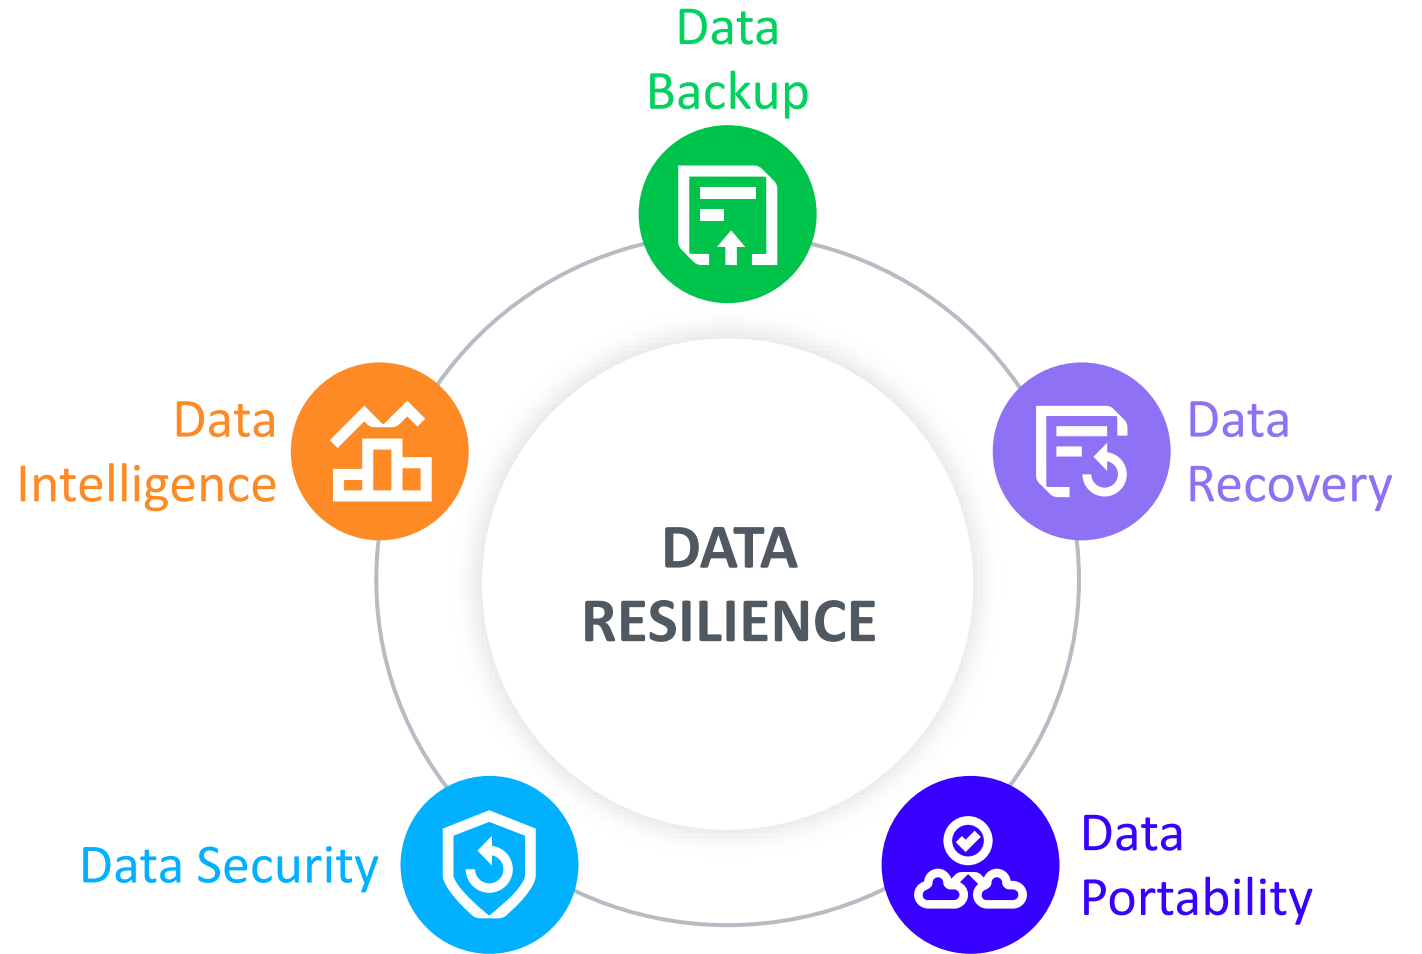 Data
Backup
Data
Intelligence
Data
Recovery
DATA
RESILIENCE
Data Security
Data
Portability